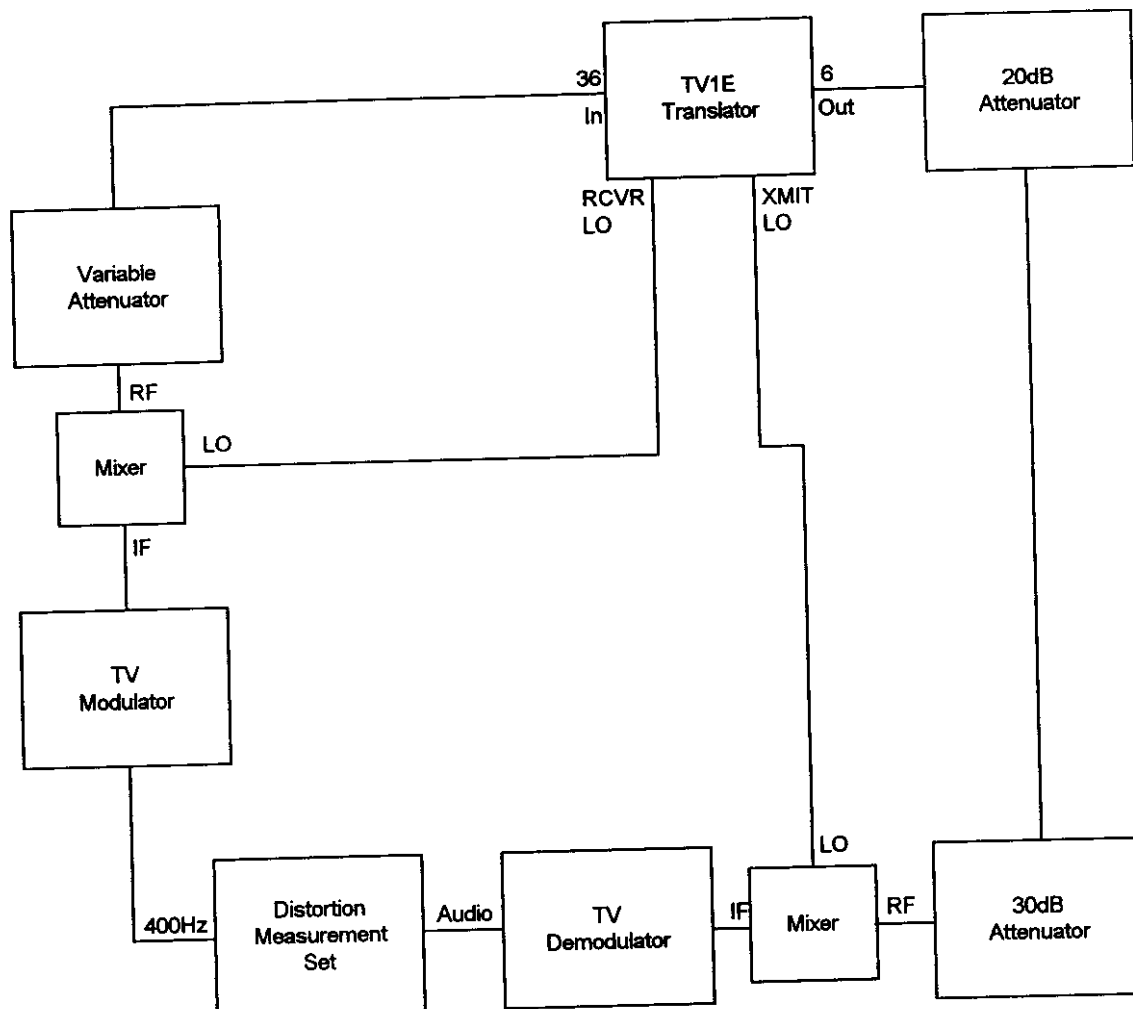 36
In
TV1E
Translator
6
Out
20dB
Attenuator
RCVR
LO
XMIT
LO
Variable
Attenuator
RF
Mixer
LO
IF
TV
Modulator
400Hz
Distortion
Measurement
Set
Audio
TV
Demodulator
IF
LO
Mixer
RF
30dB
Attenuator